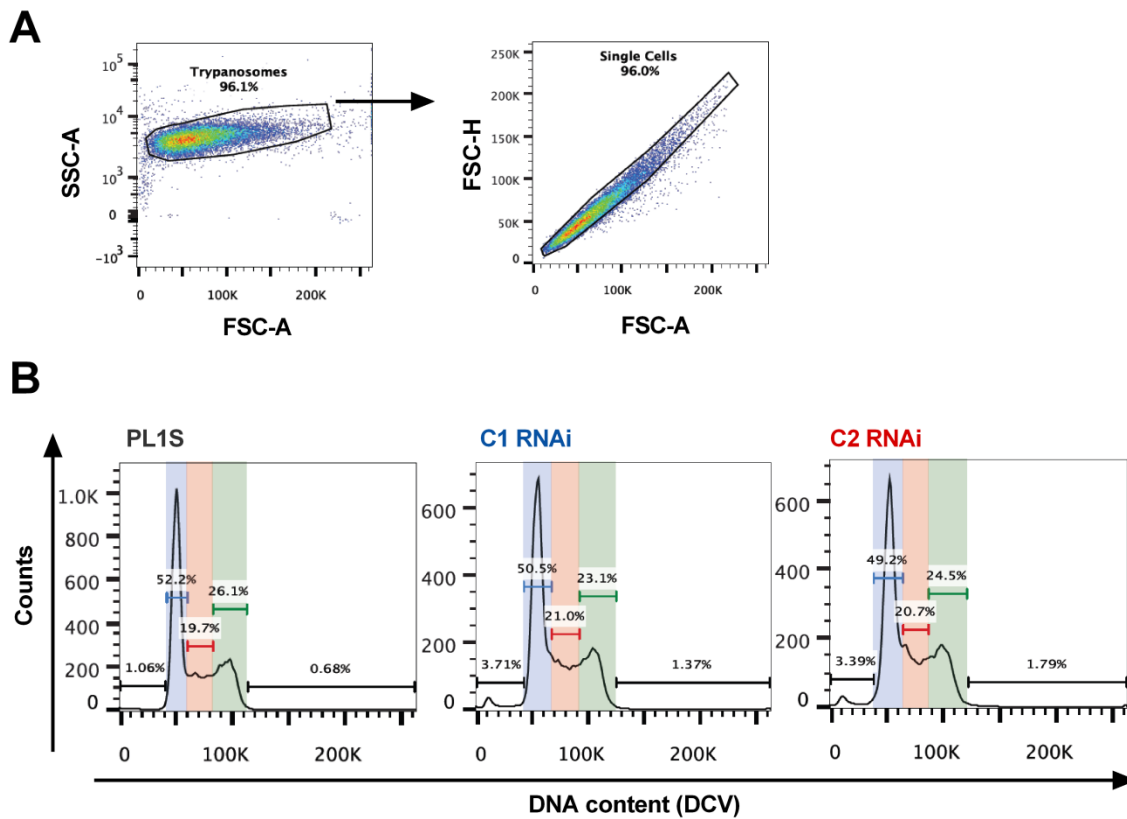 A
Trypanosomes
96.1%
10^5
10^4
10^3
0
-10^3
SSC-A
0 100K 200K
FSC-A
Single Cells
96.0%
250K
200K
150K
100K
50K
0
FSC-H
0 100K 200K
FSC-A
B
PL1S
1.0K
800
600
400
200
0
Counts
52.2%
26.1%
19.7%
1.06%
0.68%
0 100K 200K
C1 RNAi
600
400
200
0
50.5%
23.1%
21.0%
3.71%
1.37%
0 100K 200K
C2 RNAi
600
400
200
0
49.2%
24.5%
20.7%
3.39%
1.79%
0 100K 200K
DNA content (DCV)